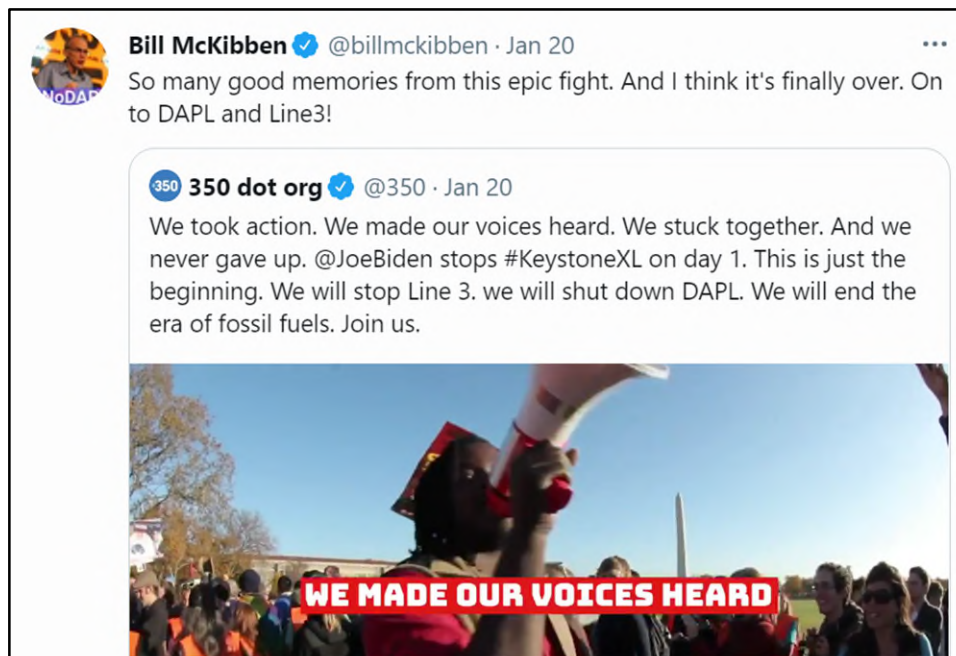 Bill McKibben @billmckibben · Jan 20
So many good memories from this epic fight. And I think it's finally over. On
to DAPL and Line3!
NoDAP
350 350 dot org @350 · Jan 20
We took action. We made our voices heard. We stuck together. And we
never gave up. @JoeBiden stops #KeystoneXL on day 1. This is just the
beginning. We will stop Line 3. we will shut down DAPL. We will end the
era of fossil fuels. Join us.
WE MADE OUR VOICES HEARD